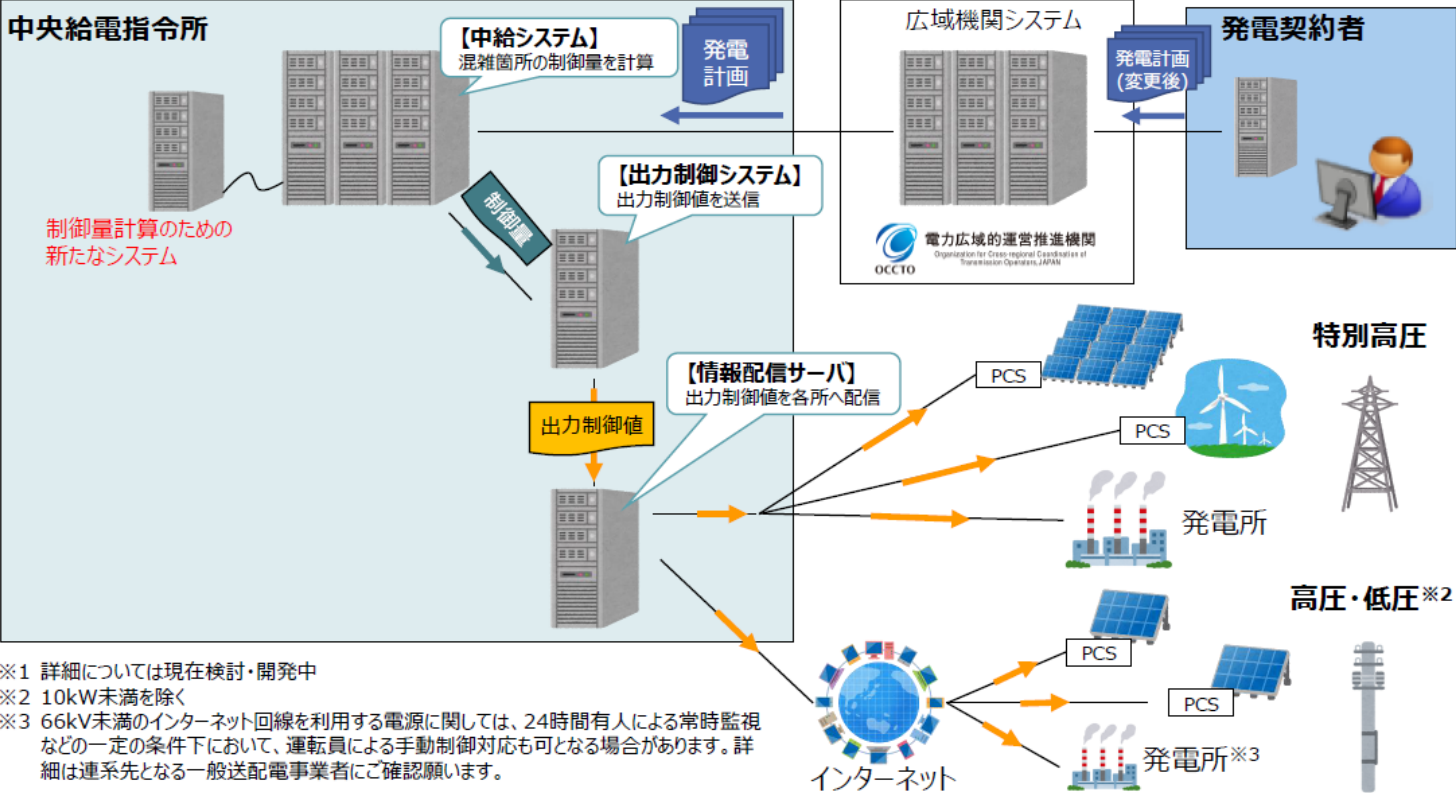 中央給電指令所
【中給システム】
混雑箇所の制御量を計算
発電
計画
広域機関システム
発電計画
(変更後)
発電契約者
制御量計算のための
新たなシステム
制御量
【出力制御システム】
出力制御値を送信
OCCTO
電力広域的運営推進機関
Organization for Cross-regional Coordination of
Transmission Operators, JAPAN
出力制御値
【情報配信サーバ】
出力制御値を各所へ配信
PCS
PCS
発電所
特別高圧
高圧・低圧※2
PCS
PCS
発電所※3
インターネット
※1 詳細については現在検討・開発中
※2 10kW未満を除く
※3 66kV未満のインターネット回線を利用する電源に関しては、24時間有人による常時監視
などの一定の条件下において、運転員による手動制御対応も可となる場合があります。詳
細は連系先となる一般送配電事業者にご確認願います。